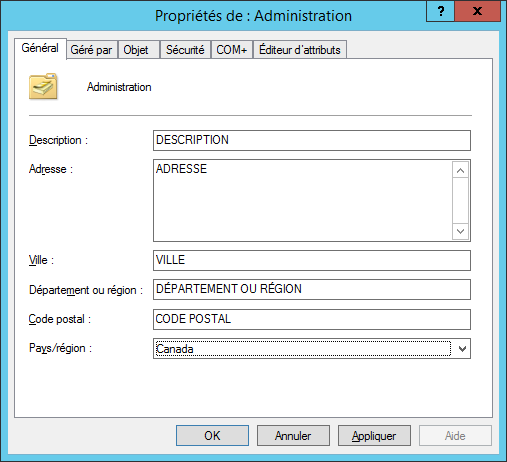 Propriétés de : Administration
?
x
Général
Géré par
Objet
Sécurité
COM+
Éditeur d'attributs
Administration
Description :
DESCRIPTION
Adresse :
ADRESSE
Ville :
VILLE
Département ou région :
DÉPARTEMENT OU RÉGION
Code postal :
CODE POSTAL
Pays/région :
Canada
OK
Annuler
Appliquer
Aide